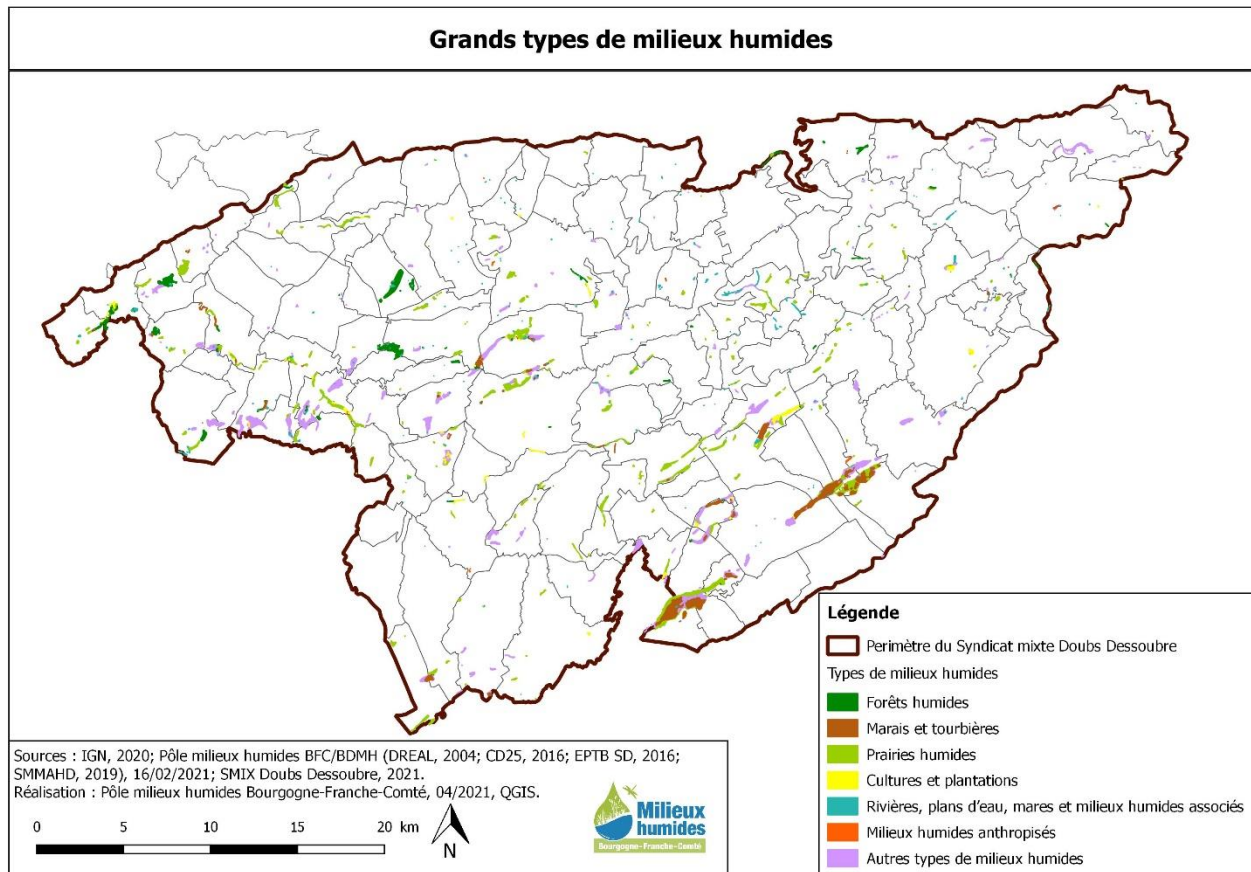 Grands types de milieux humides
Légende
Perimètre du Syndicat mixte Doubs Dessoubre
Types de milieux humides
Forêts humides
Marais et tourbières
Prairies humides
Cultures et plantations
Rivières, plans d'eau, mares et milieux humides associés
Milieux humides anthropisés
Autres types de milieux humides
Sources : IGN, 2020; Pôle milieux humides BFC/BDMH (DREAL, 2004; CD25, 2016; EPTB SD, 2016;
SMMAHD, 2019), 16/02/2021; SMIX Doubs Dessoubre, 2021.
Réalisation : Pôle milieux humides Bourgogne-Franche-Comté, 04/2021, QGIS.
0 5 10 15 20 km
N
Milieux
humides
Bourgogne-Franche-Comté